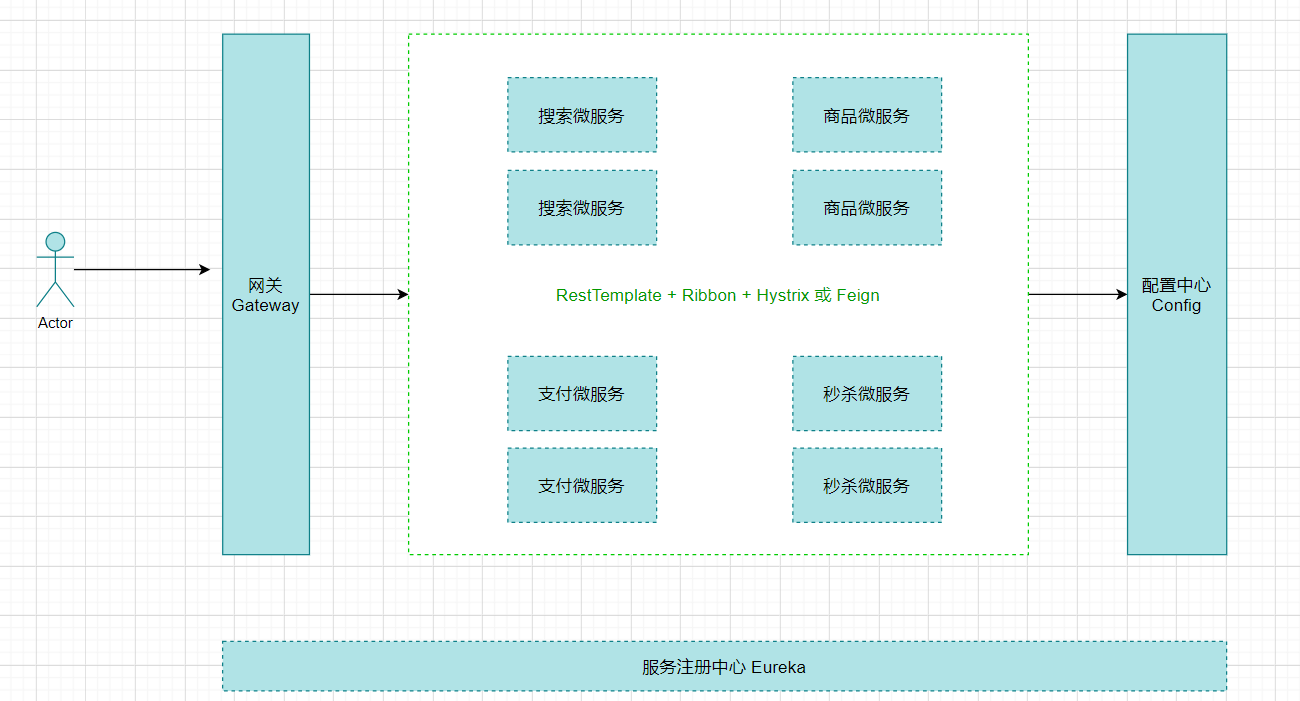 搜索微服务
商品微服务
搜索微服务
商品微服务
Actor
网关
Gateway
RestTemplate + Ribbon + Hystrix 或 Feign
配置中心
Config
支付微服务
秒杀微服务
支付微服务
秒杀微服务
服务注册中心 Eureka